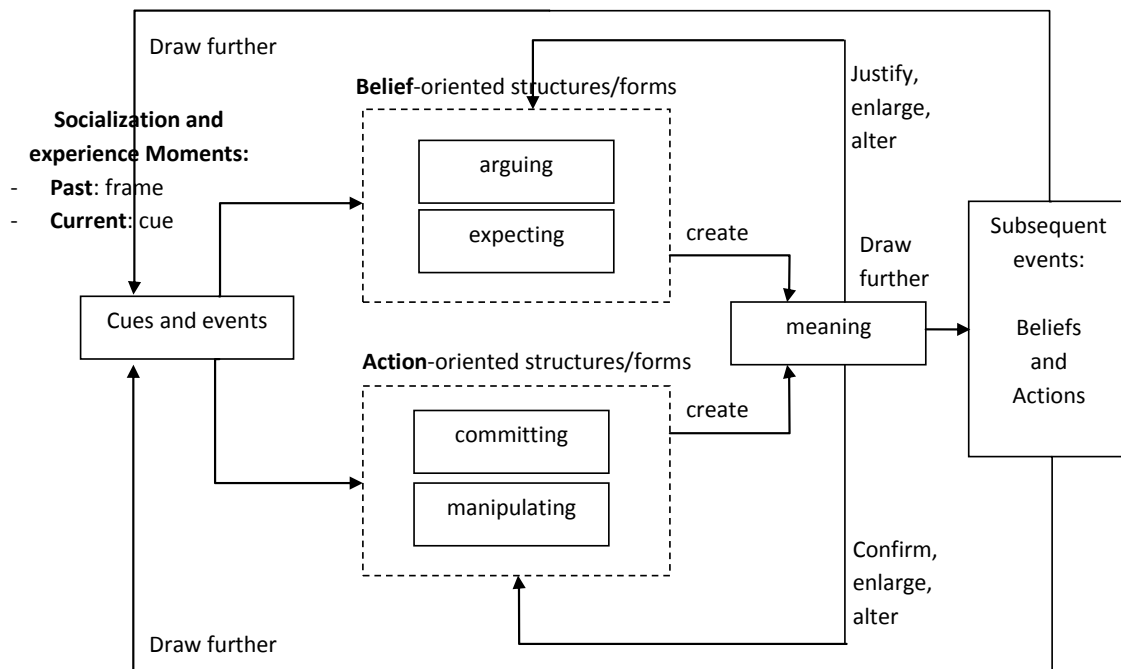 Draw further
Belief-oriented structures/forms
Justify,
enlarge,
alter
Socialization and
experience Moments:
- Past: frame
- Current: cue
arguing
expecting
create
Draw
further
Subsequent
events:
Beliefs
and
Actions
Cues and events
meaning
Action-oriented structures/forms
create
committing
manipulating
Confirm,
enlarge,
alter
Draw further